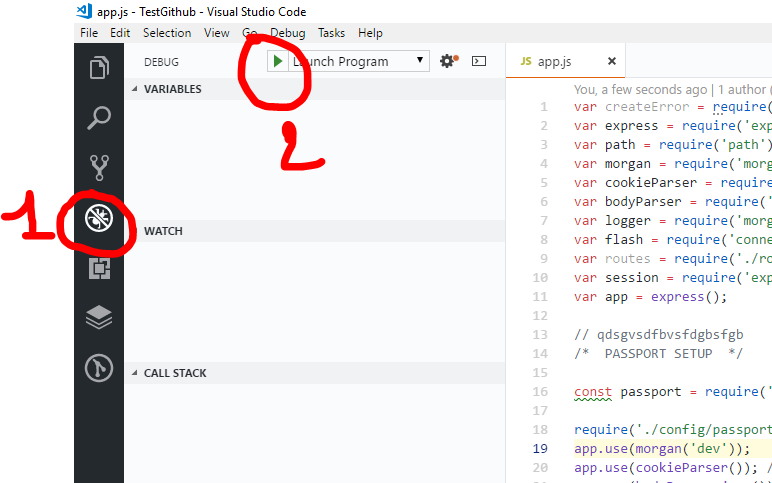 app.js - TestGithub - Visual Studio Code
File Edit Selection View Go Debug Tasks Help
DEBUG
Launch Program
JS app.js
VARIABLES
WATCH
CALL STACK
1
2
You, a few seconds ago | 1 author (
1 var createError = require(
2 var express = require('exp
3 var path = require('path')
4 var morgan = require('morg
5 var cookieParser = require
6 var bodyParser = require('
7 var logger = require('morg
8 var flash = require('conne
9 var routes = require('./ro
10 var session = require('exp
11 var app = express();
12
13 // qdsgvsdfbvsfdgbsfgb
14 /* PASSPORT SETUP */
15
16 const passport = require('
17
18 require('./config/passport
19 app.use(morgan('dev'));
20 app.use(cookieParser()); /